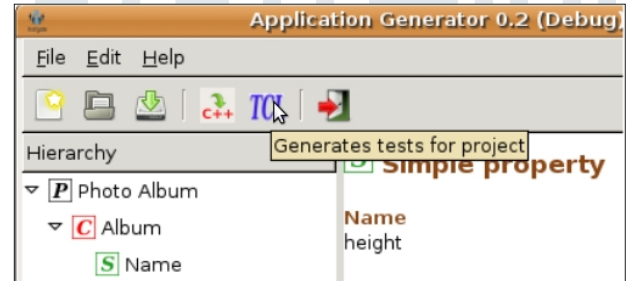 Application Generator 0.2 (Debug)
File Edit Help
C++ TCL
Generates tests for project
Hierarchy
S Simple property
P Photo Album
C Album
S Name
Name
height